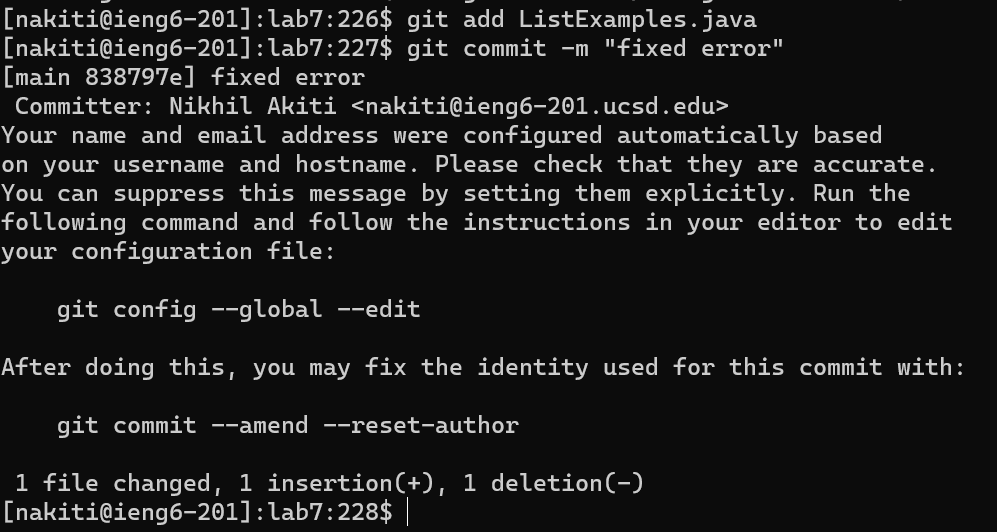 [nakiti@ieng6-201]:lab7:226$ git add ListExamples.java
[nakiti@ieng6-201]:lab7:227$ git commit -m "fixed error"
[main 838797e] fixed error
 Committer: Nikhil Akiti <nakiti@ieng6-201.ucsd.edu>
Your name and email address were configured automatically based
on your username and hostname. Please check that they are accurate.
You can suppress this message by setting them explicitly. Run the
following command and follow the instructions in your editor to edit
your configuration file:

    git config --global --edit

After doing this, you may fix the identity used for this commit with:

    git commit --amend --reset-author

 1 file changed, 1 insertion(+), 1 deletion(-)
[nakiti@ieng6-201]:lab7:228$